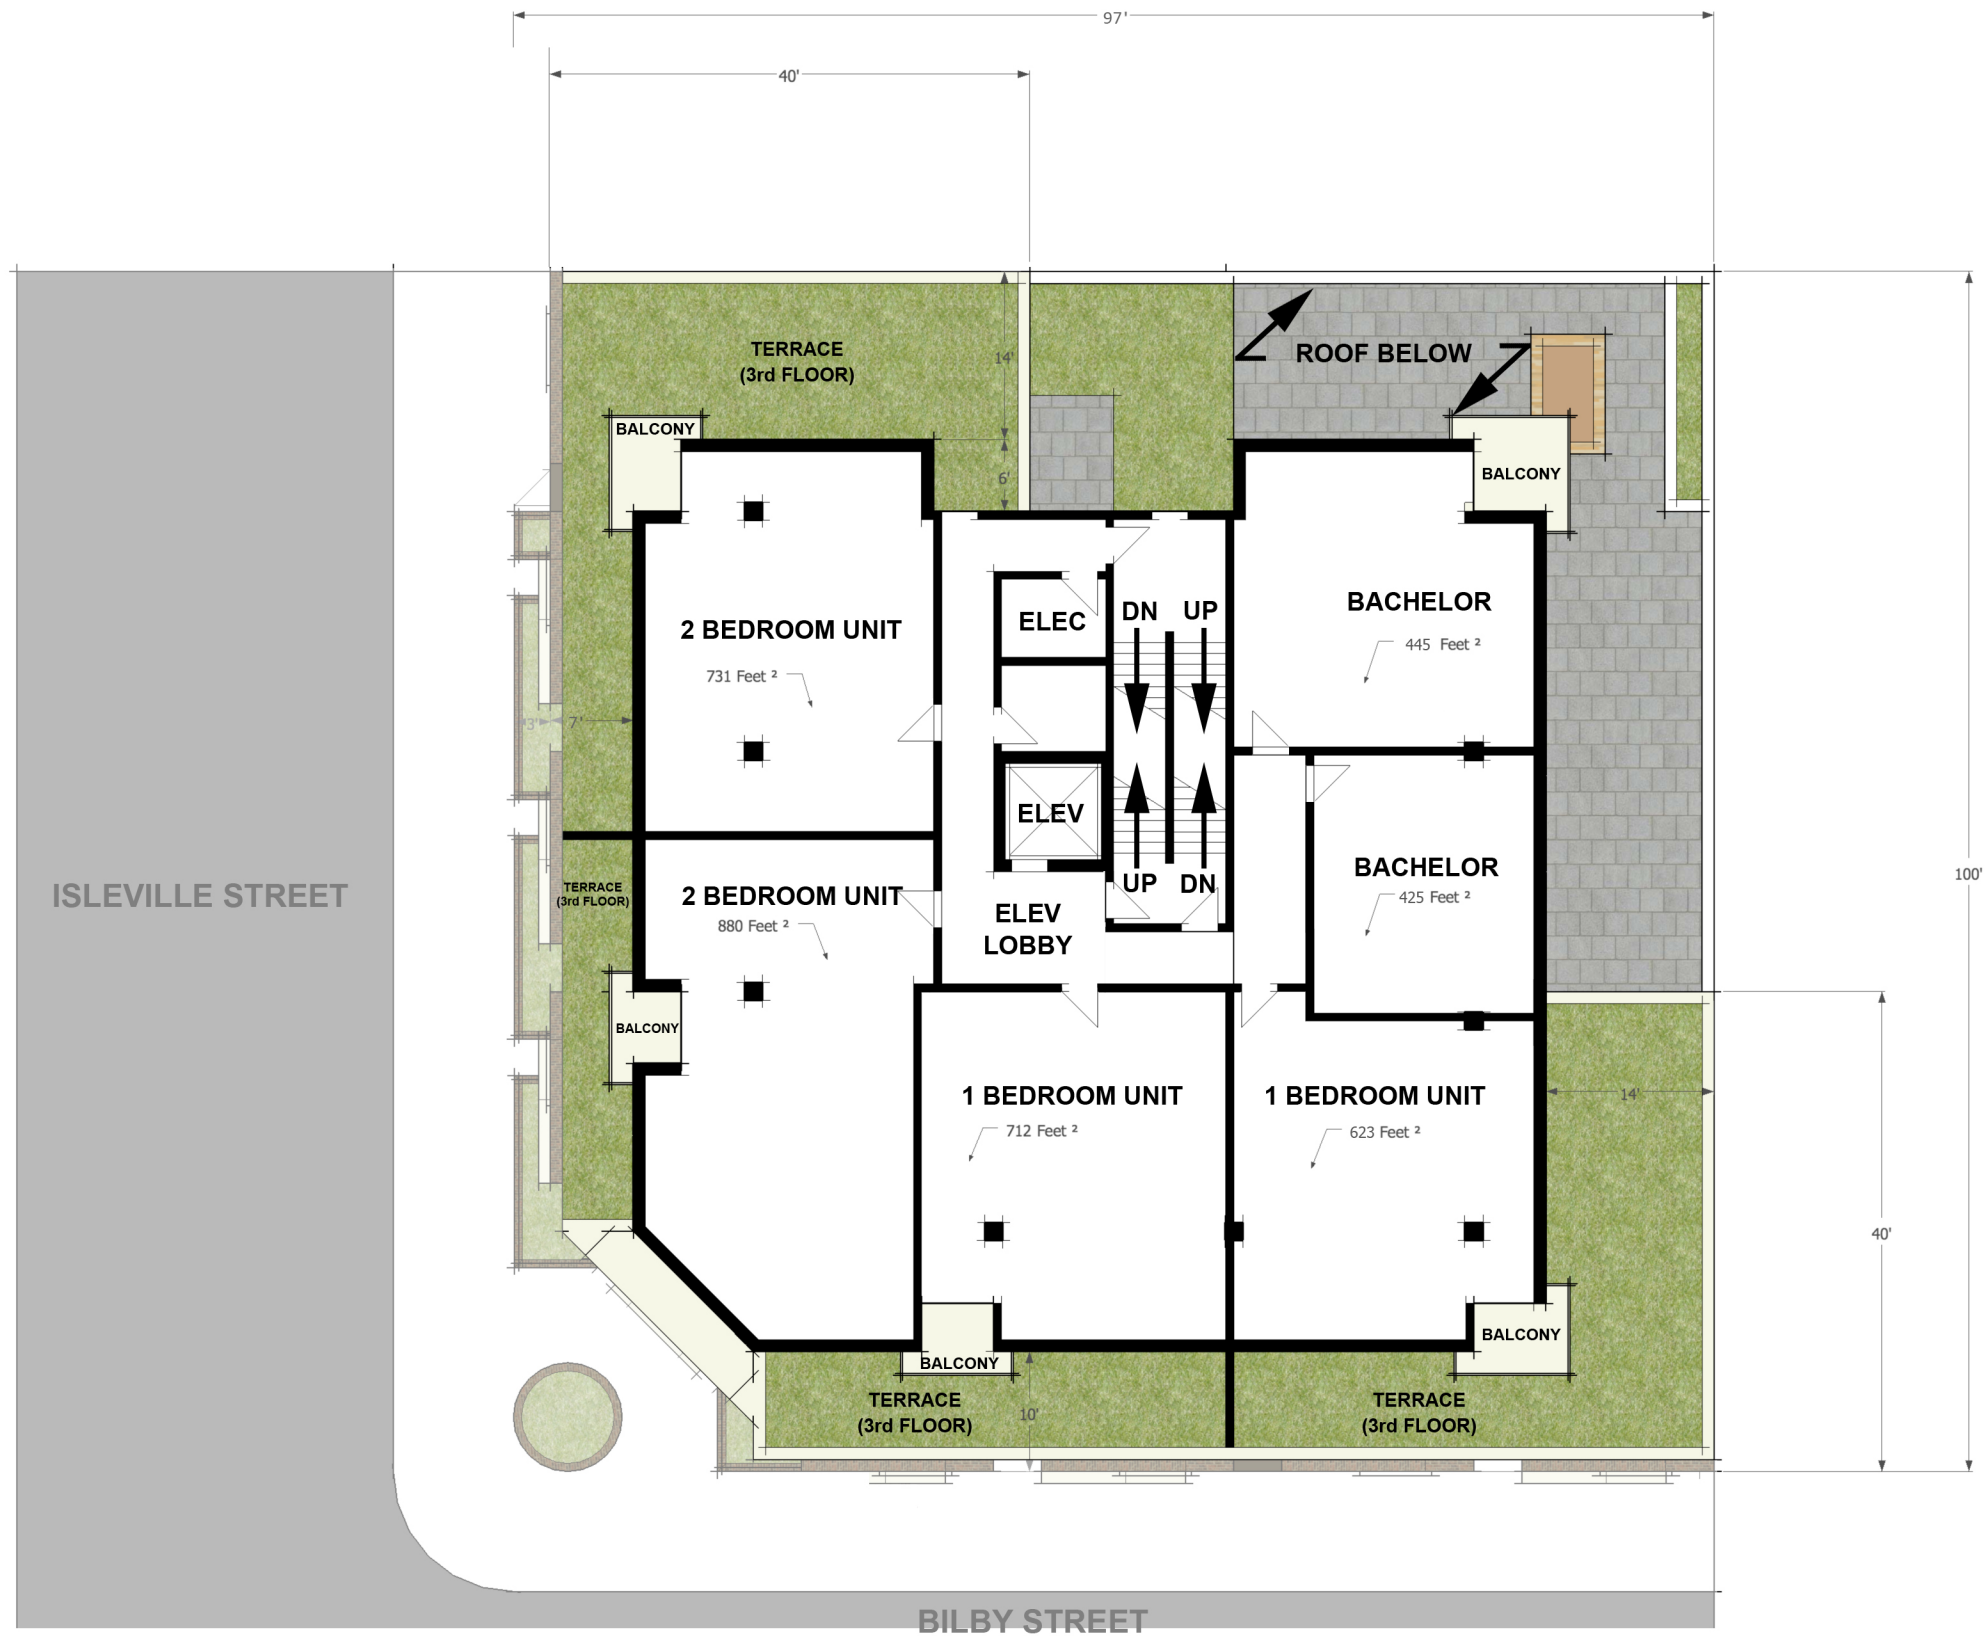 97'
40'
TERRACE
(3rd FLOOR)
14'
ROOF BELOW
BALCONY
BALCONY
6'
2 BEDROOM UNIT
731 Feet ²
ELEC
DN
UP
BACHELOR
445 Feet ²
3'
7'
ELEV
UP
DN
BACHELOR
425 Feet ²
100'
ISLEVILLE STREET
TERRACE
(3rd FLOOR)
2 BEDROOM UNIT
880 Feet ²
ELEV
LOBBY
BALCONY
1 BEDROOM UNIT
712 Feet ²
1 BEDROOM UNIT
623 Feet ²
14'
40'
BALCONY
BALCONY
TERRACE
(3rd FLOOR)
10'
TERRACE
(3rd FLOOR)
BILBY STREET